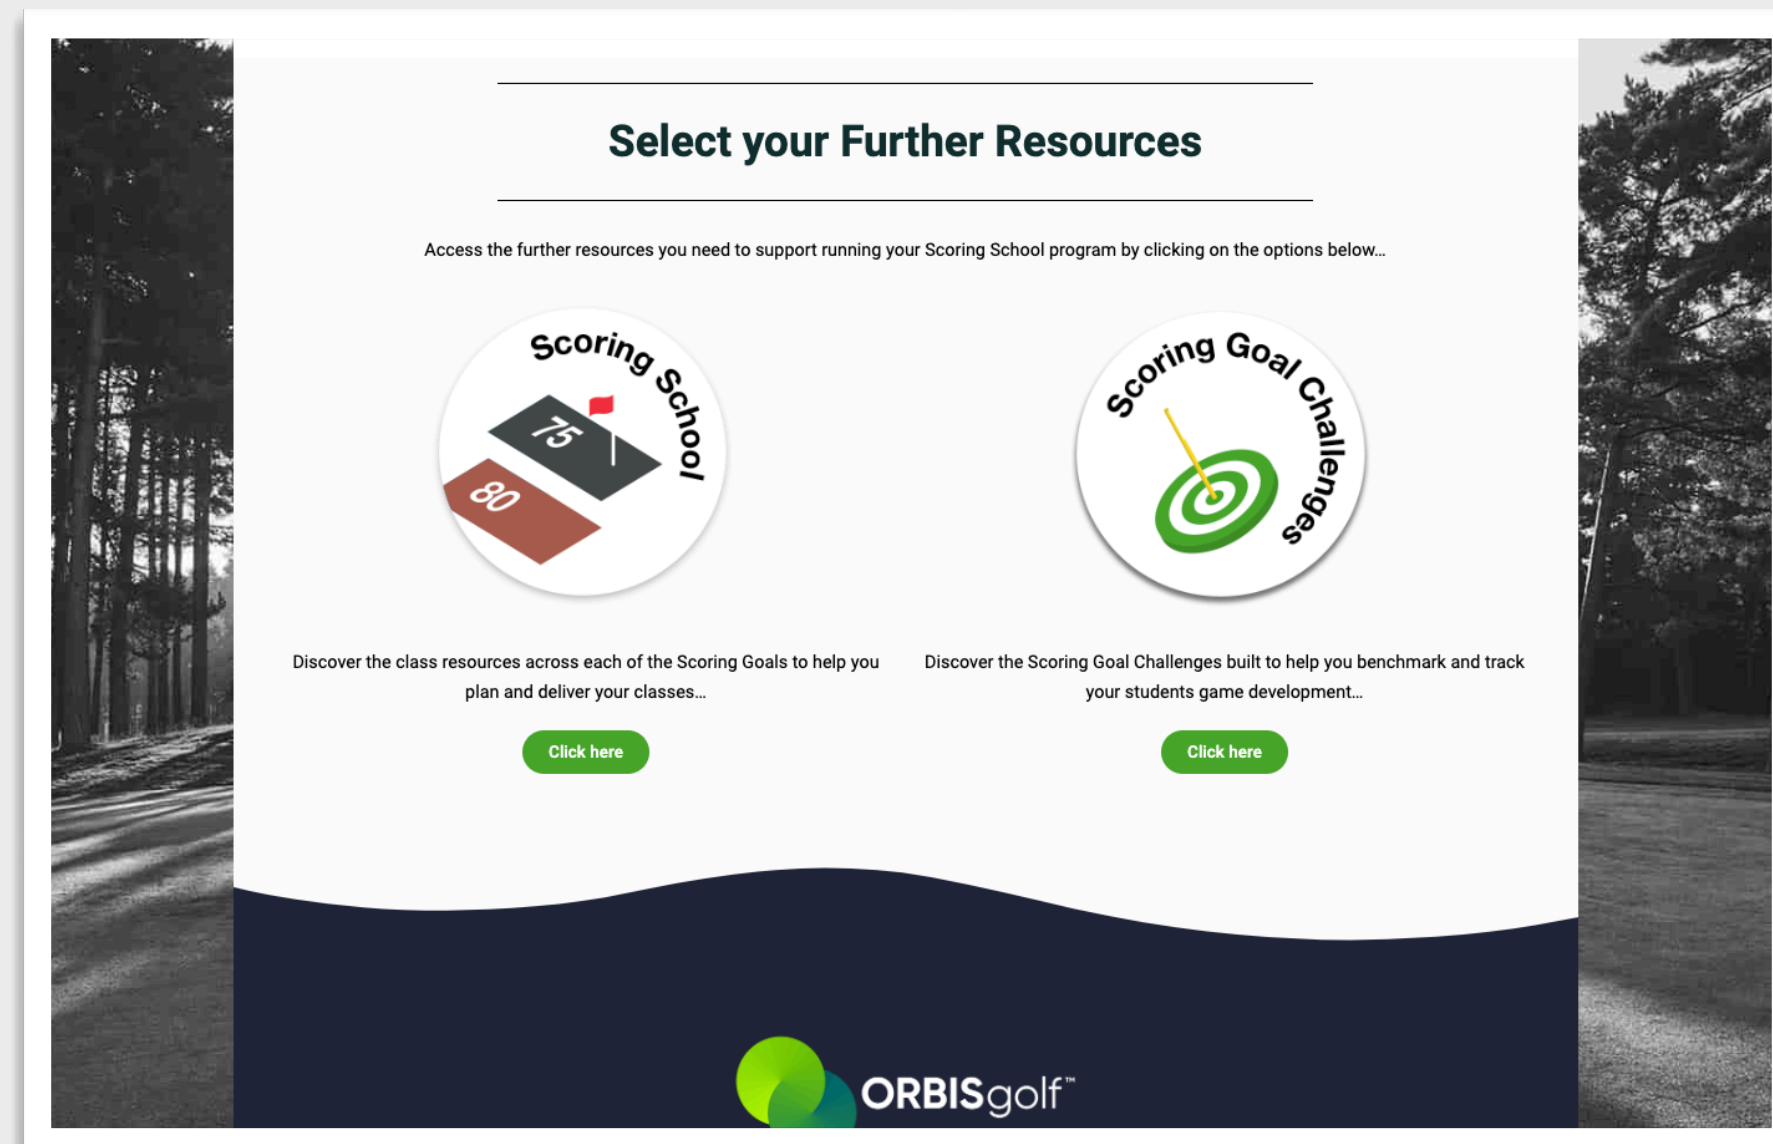 Select your Further Resources
Access the further resources you need to support running your Scoring School program by clicking on the options below...
Scoring School
75
80
Scoring Goal Challenges
Discover the class resources across each of the Scoring Goals to help you
plan and deliver your classes...
Click here
Discover the Scoring Goal Challenges built to help you benchmark and track
your students game development...
Click here
ORBISgolf™